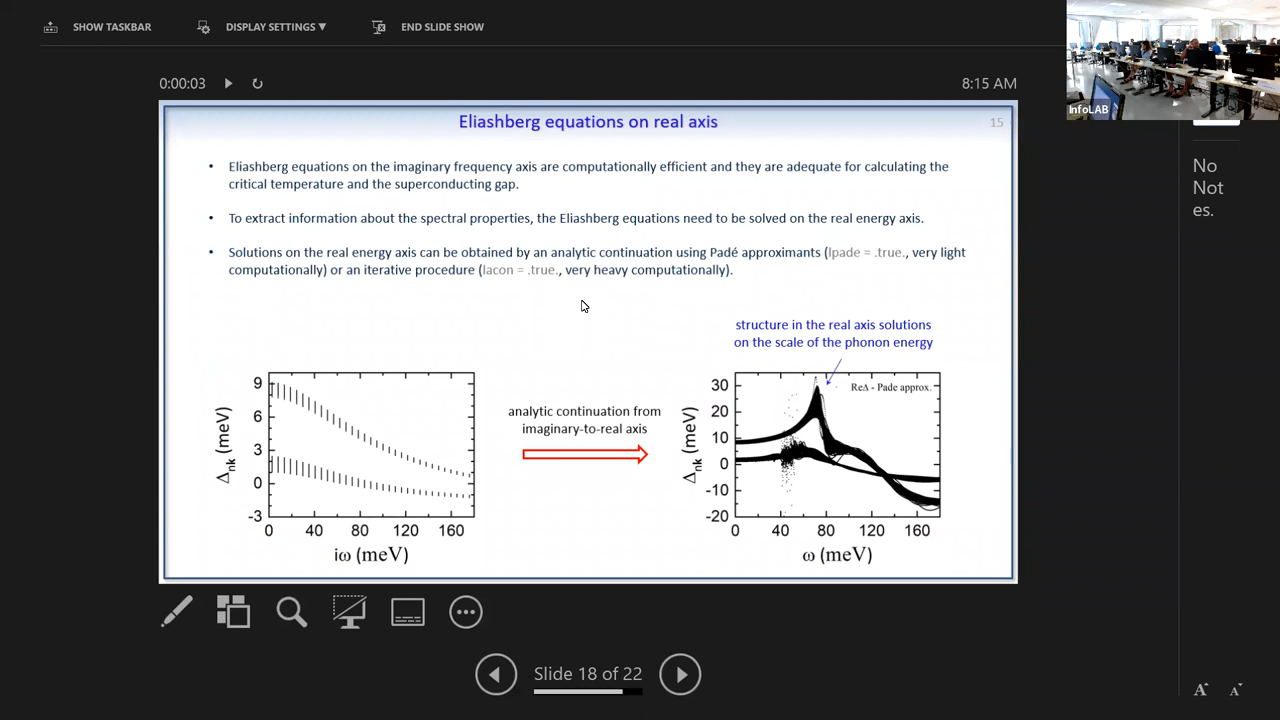 SHOW TASKBAR
DISPLAY SETTINGS ▼
END SLIDE SHOW
InfoLAB
0:00:03
8:15 AM
Eliashberg equations on real axis
15
• Eliashberg equations on the imaginary frequency axis are computationally efficient and they are adequate for calculating the
critical temperature and the superconducting gap.
• To extract information about the spectral properties, the Eliashberg equations need to be solved on the real energy axis.
• Solutions on the real energy axis can be obtained by an analytic continuation using Padé approximants (lpade = .true., very light
computationally) or an iterative procedure (lacon = .true., very heavy computationally).
structure in the real axis solutions
on the scale of the phonon energy
9
6
3
0
-3
Δnk (meV)
0 40 80 120 160
iω (meV)
analytic continuation from
imaginary-to-real axis
ReΔ - Pade approx.
30
20
10
0
-10
-20
Δnk (meV)
0 40 80 120 160
ω (meV)
No
Not
es.
Slide 18 of 22
A
A